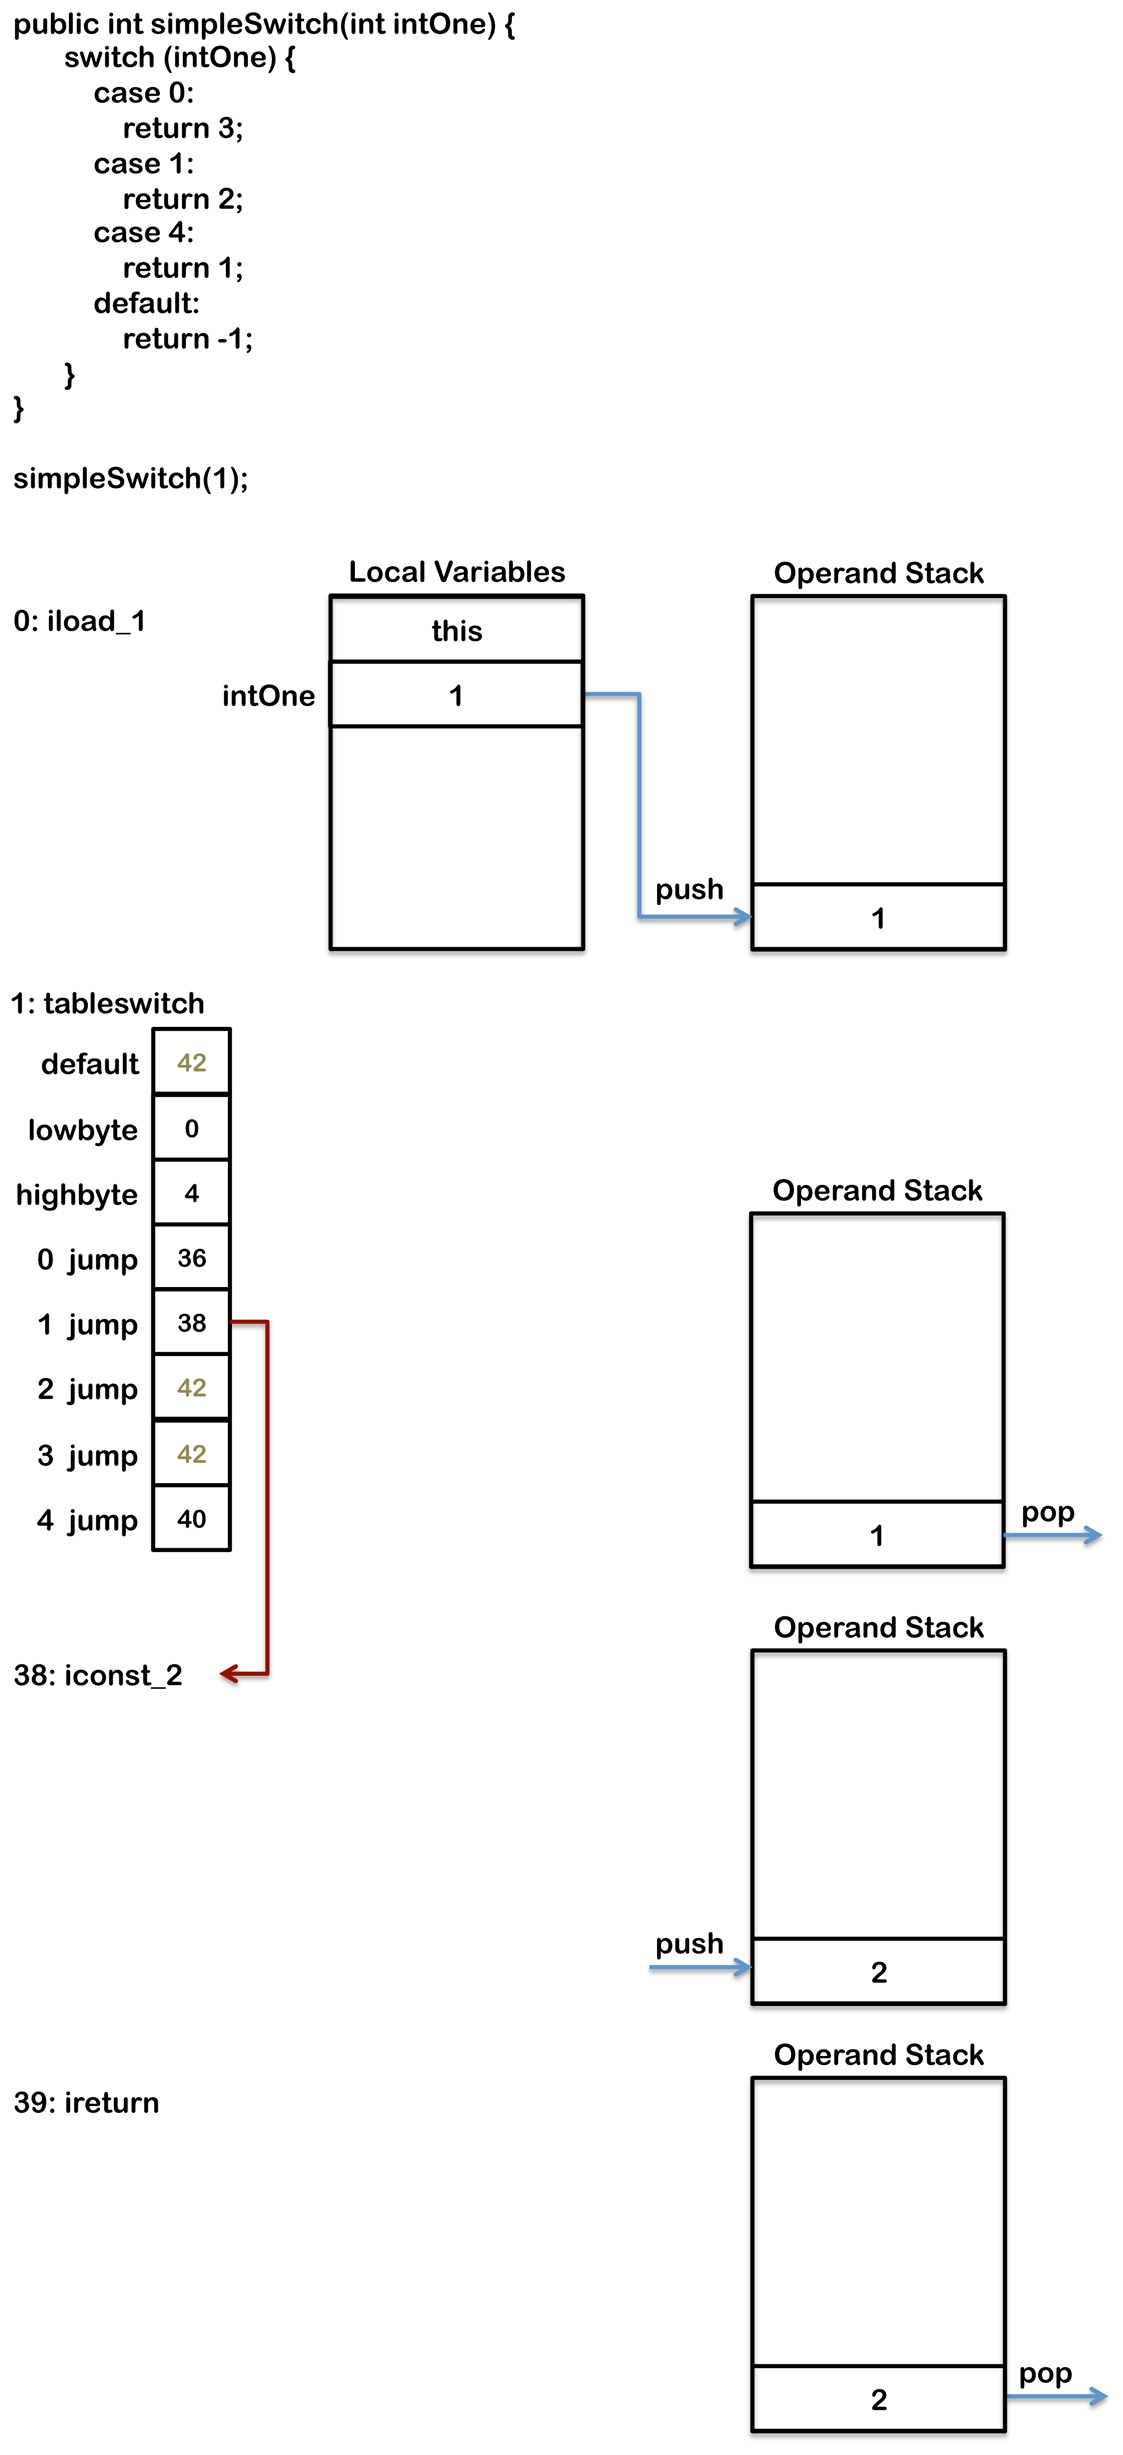 public int simpleSwitch(int intOne) {
switch (intOne) {
case 0:
return 3;
case 1:
return 2;
case 4:
return 1;
default:
return -1;
}
}
simpleSwitch(1);
Local Variables
Operand Stack
0: iload_1
this
intOne
1
push
1
1: tableswitch
default
42
lowbyte
0
highbyte
4
0 jump
36
1 jump
38
2 jump
42
3 jump
42
4 jump
40
Operand Stack
1
pop
38: iconst_2
Operand Stack
push
2
39: ireturn
Operand Stack
2
pop